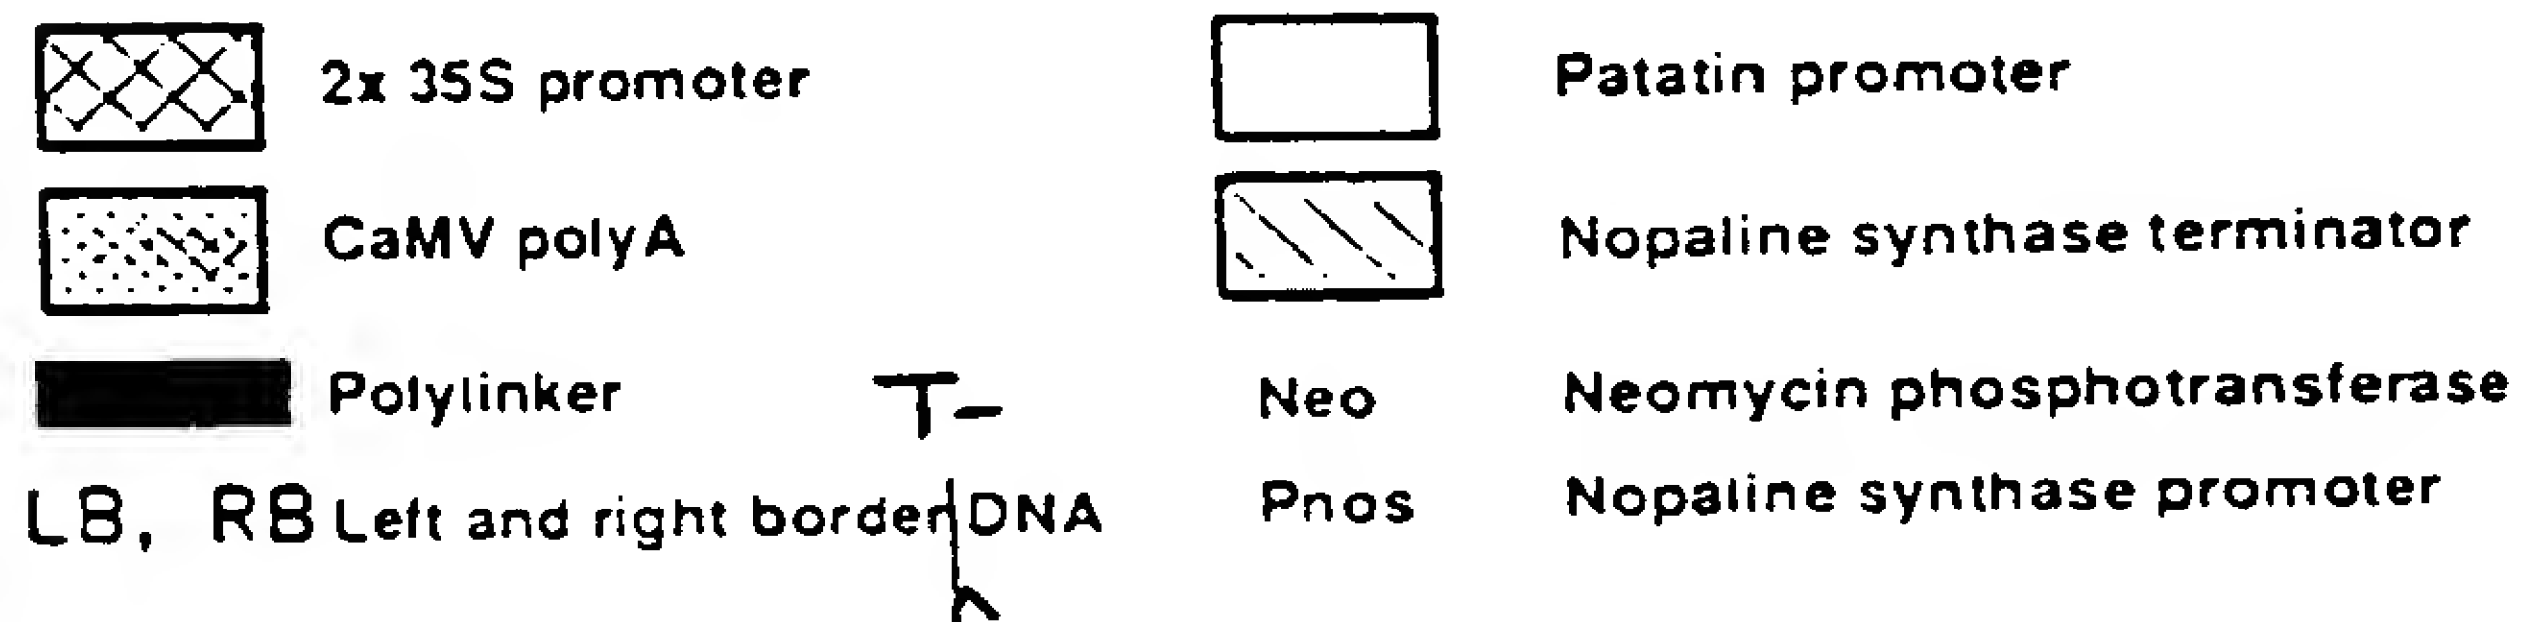 2x 35S promoter
CaMV polyA
Polylinker
T-
LB, RB Left and right border DNA
Patatin promoter
Nopaline synthase terminator
Neo Neomycin phosphotransferase
Pnos Nopaline synthase promoter